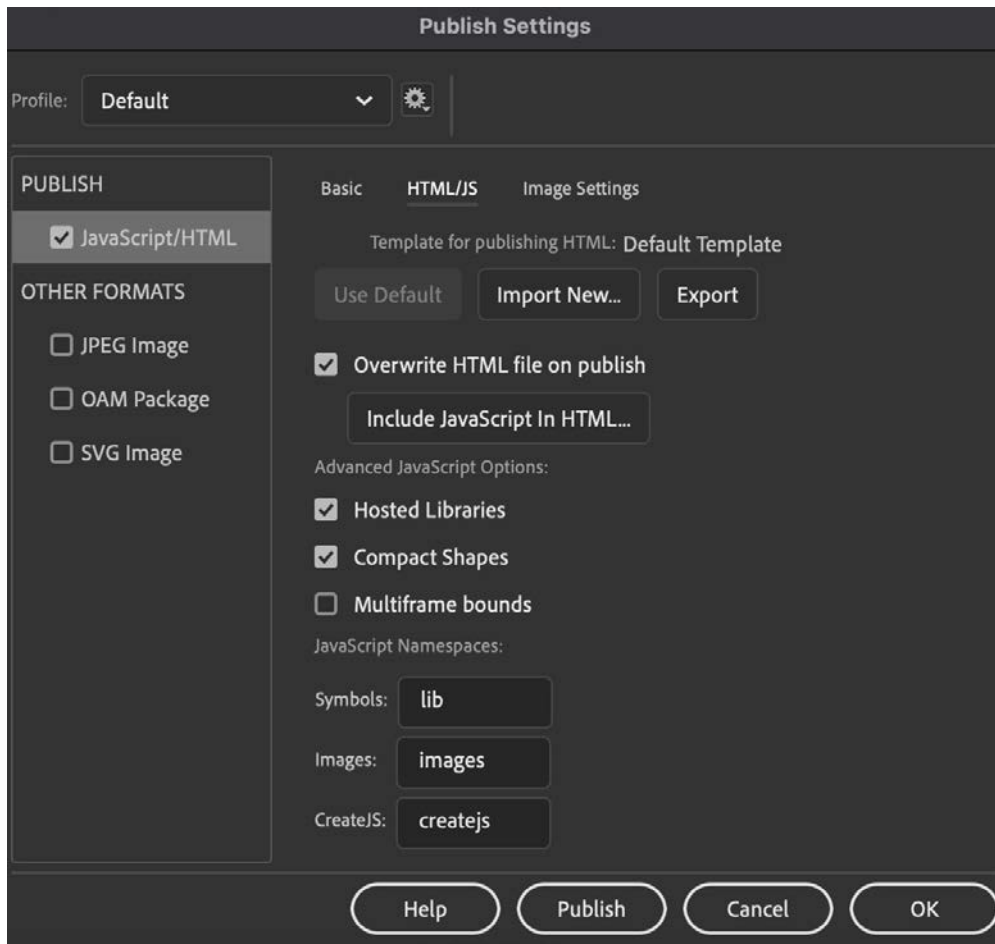 Publish Settings
Profile: Default
PUBLISH
JavaScript/HTML
OTHER FORMATS
JPEG Image
OAM Package
SVG Image
Basic HTML/JS Image Settings
Template for publishing HTML: Default Template
Use Default Import New... Export
Overwrite HTML file on publish
Include JavaScript In HTML...
Advanced JavaScript Options:
Hosted Libraries
Compact Shapes
Multiframe bounds
JavaScript Namespaces:
Symbols: lib
Images: images
CreateJS: createjs
Help Publish Cancel OK